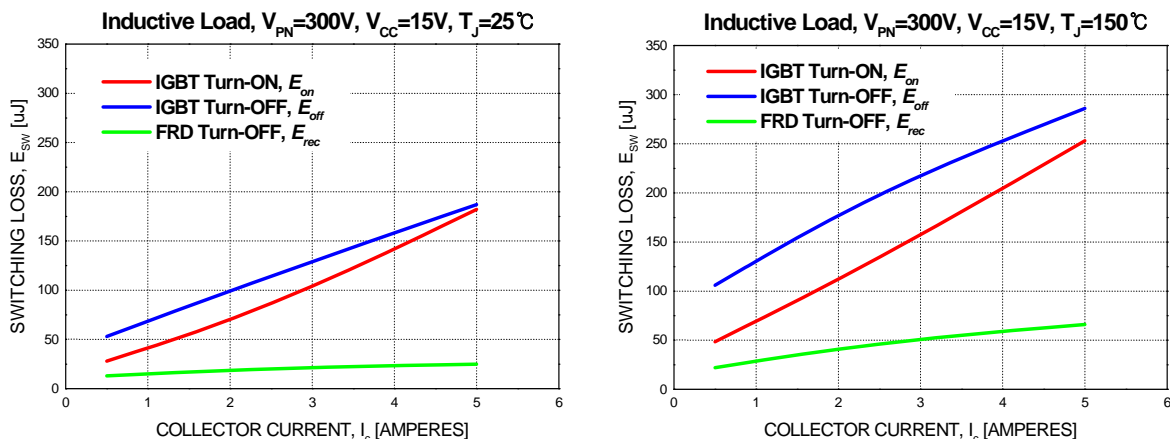 Inductive Load, V_PN=300V, V_CC=15V, T_J=25℃
SWITCHING LOSS, E_SW [uJ]
350
300
250
200
150
100
50
0
IGBT Turn-ON, E_on
IGBT Turn-OFF, E_off
FRD Turn-OFF, E_rec
0 1 2 3 4 5 6
COLLECTOR CURRENT, I_c [AMPERES]
Inductive Load, V_PN=300V, V_CC=15V, T_J=150℃
SWITCHING LOSS, E_SW [uJ]
350
300
250
200
150
100
50
0
IGBT Turn-ON, E_on
IGBT Turn-OFF, E_off
FRD Turn-OFF, E_rec
0 1 2 3 4 5 6
COLLECTOR CURRENT, I_c [AMPERES]